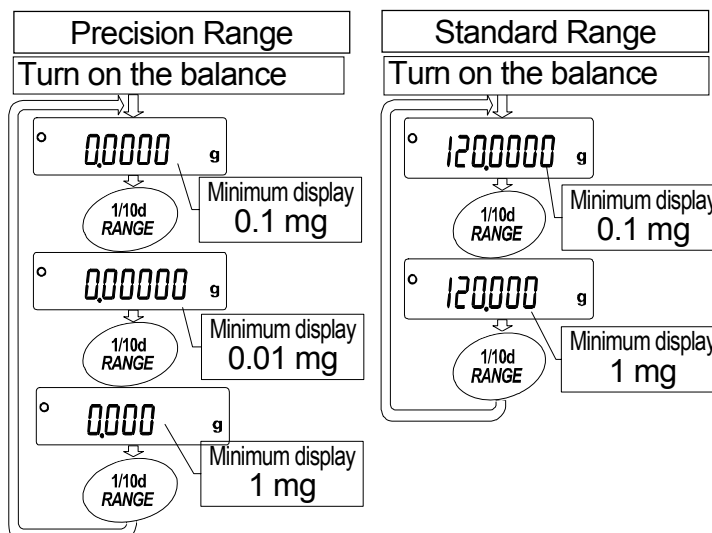 Precision Range
Turn on the balance
0.0000 g
Minimum display
0.1 mg
1/10d
RANGE
0.00000 g
Minimum display
0.01 mg
1/10d
RANGE
0.000 g
Minimum display
1 mg
1/10d
RANGE
Standard Range
Turn on the balance
120.0000 g
Minimum display
0.1 mg
1/10d
RANGE
120.000 g
Minimum display
1 mg
1/10d
RANGE